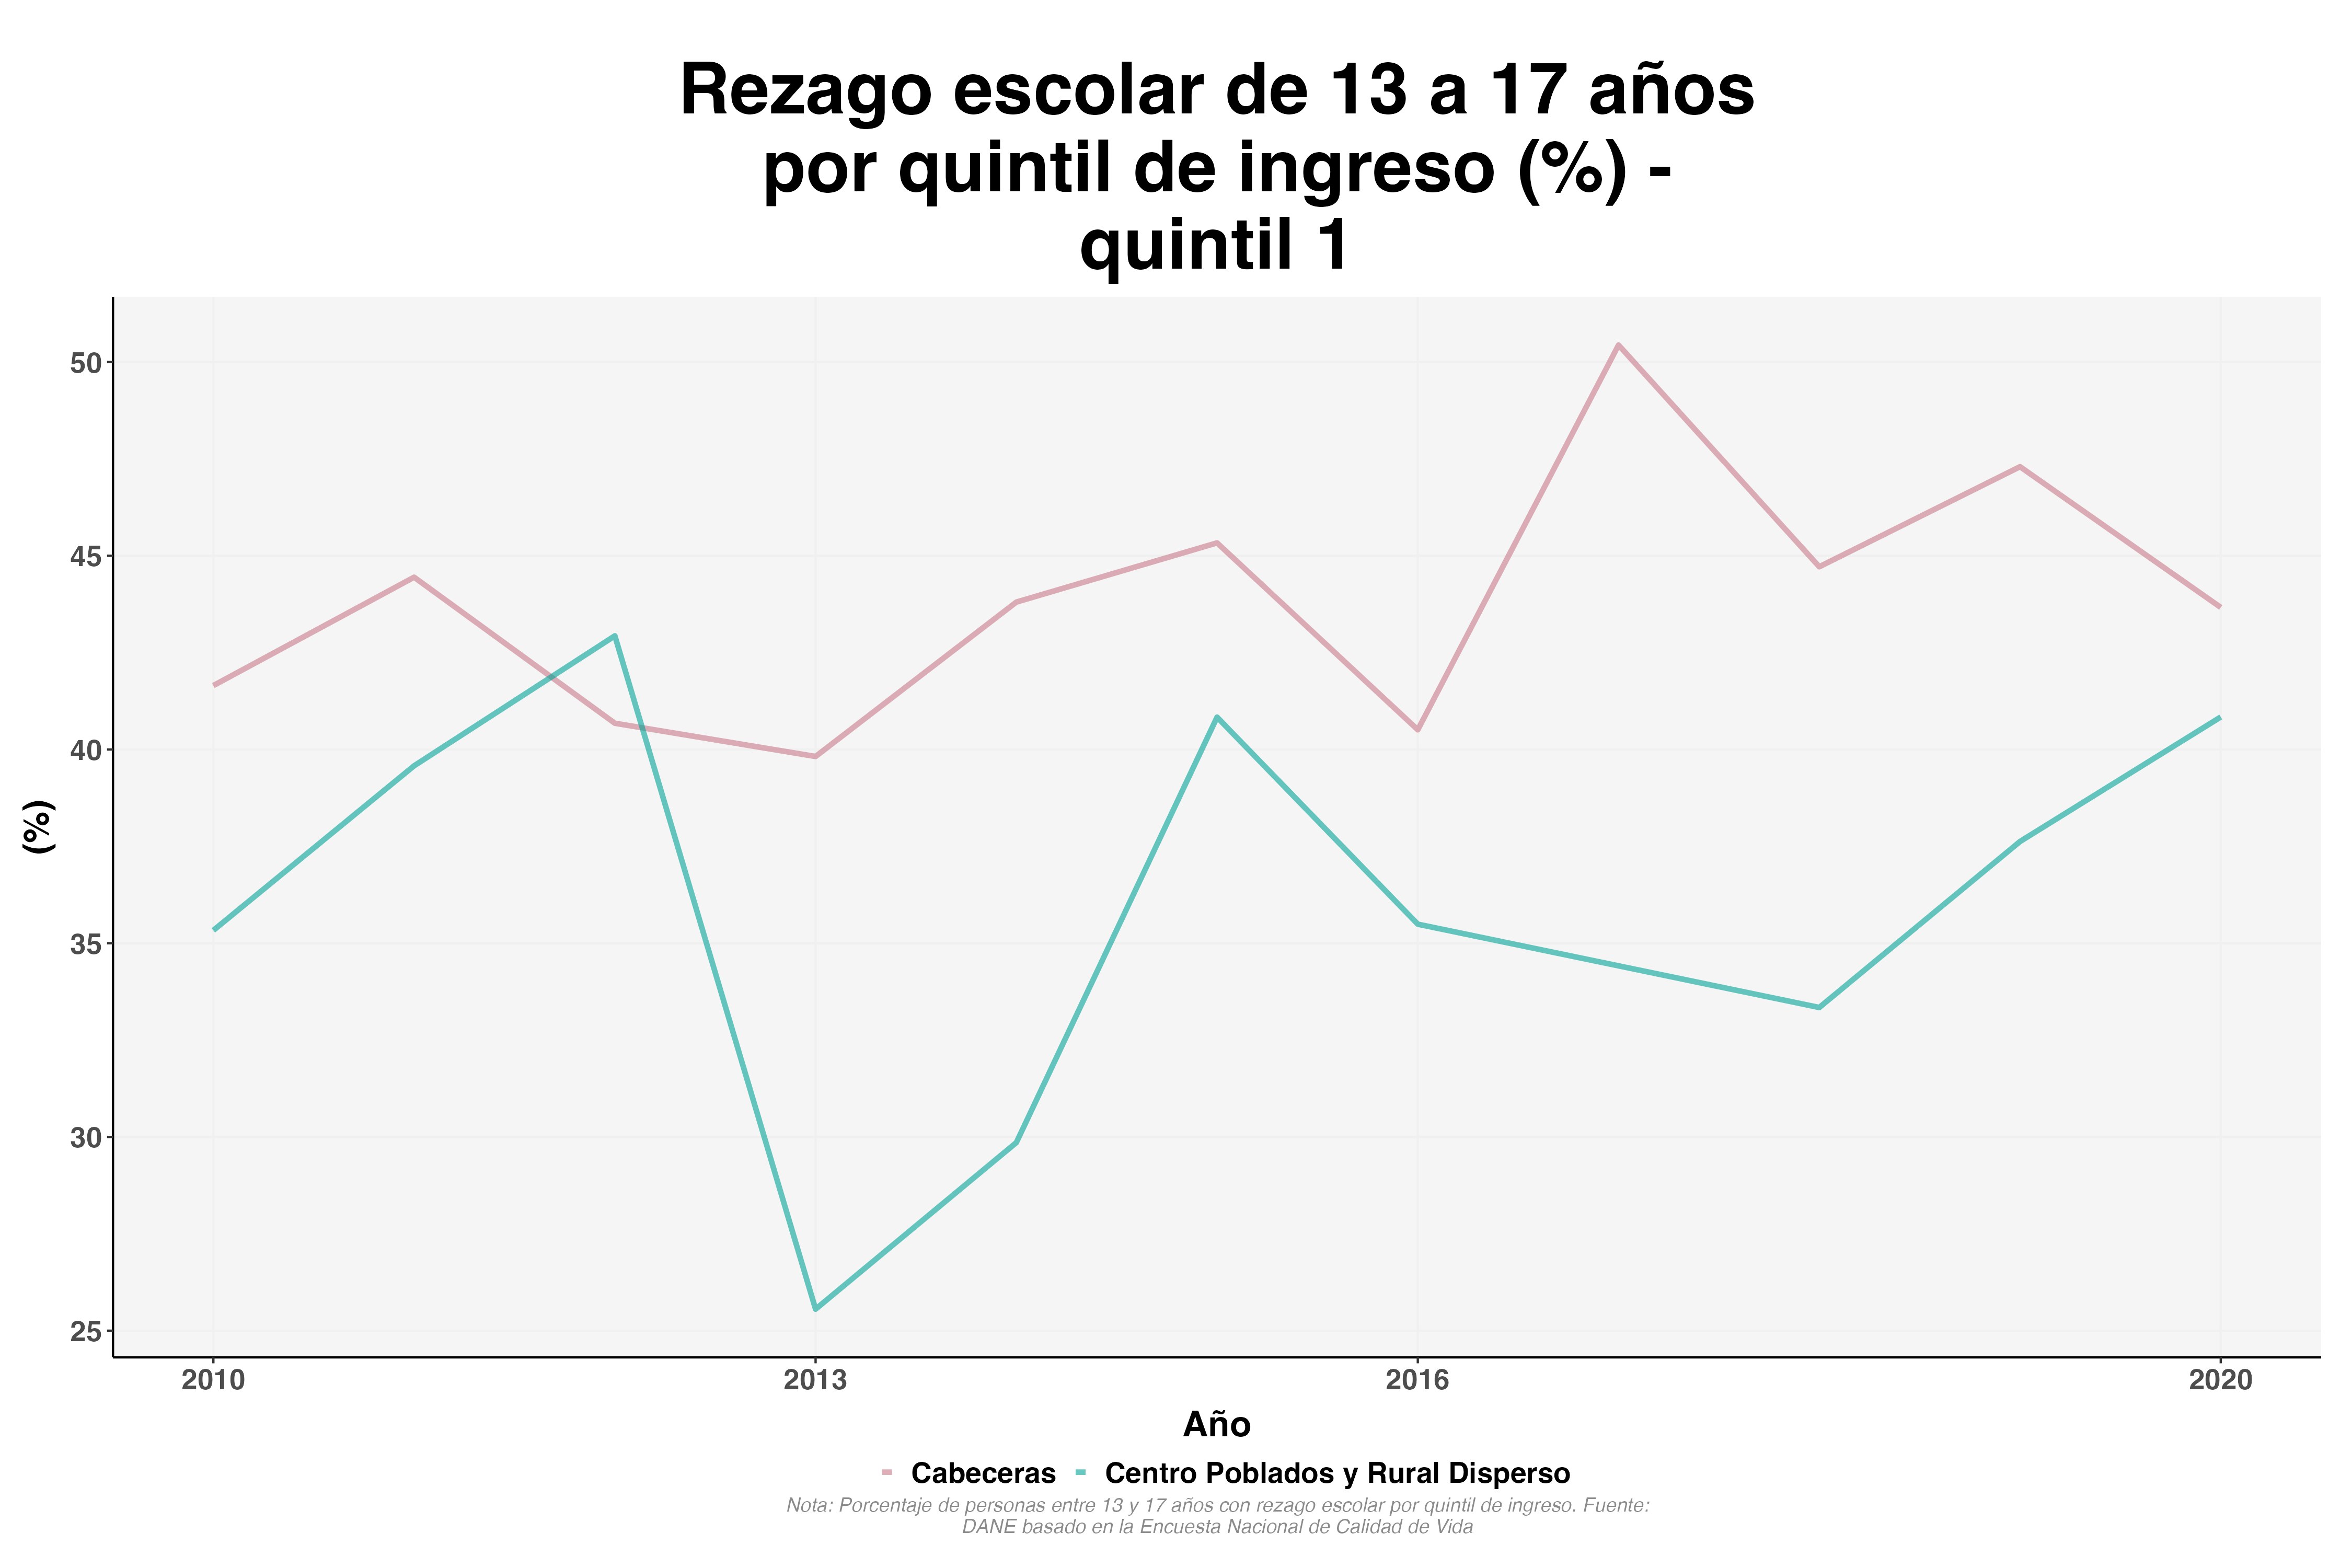 Rezago escolar de 13 a 17 años
por quintil de ingreso (%) -
quintil 1
50
45
40
35
30
25
(%)
2010 2013 2016 2020
Año
Cabeceras Centro Poblados y Rural Disperso
Nota: Porcentaje de personas entre 13 y 17 años con rezago escolar por quintil de ingreso. Fuente:
DANE basado en la Encuesta Nacional de Calidad de Vida